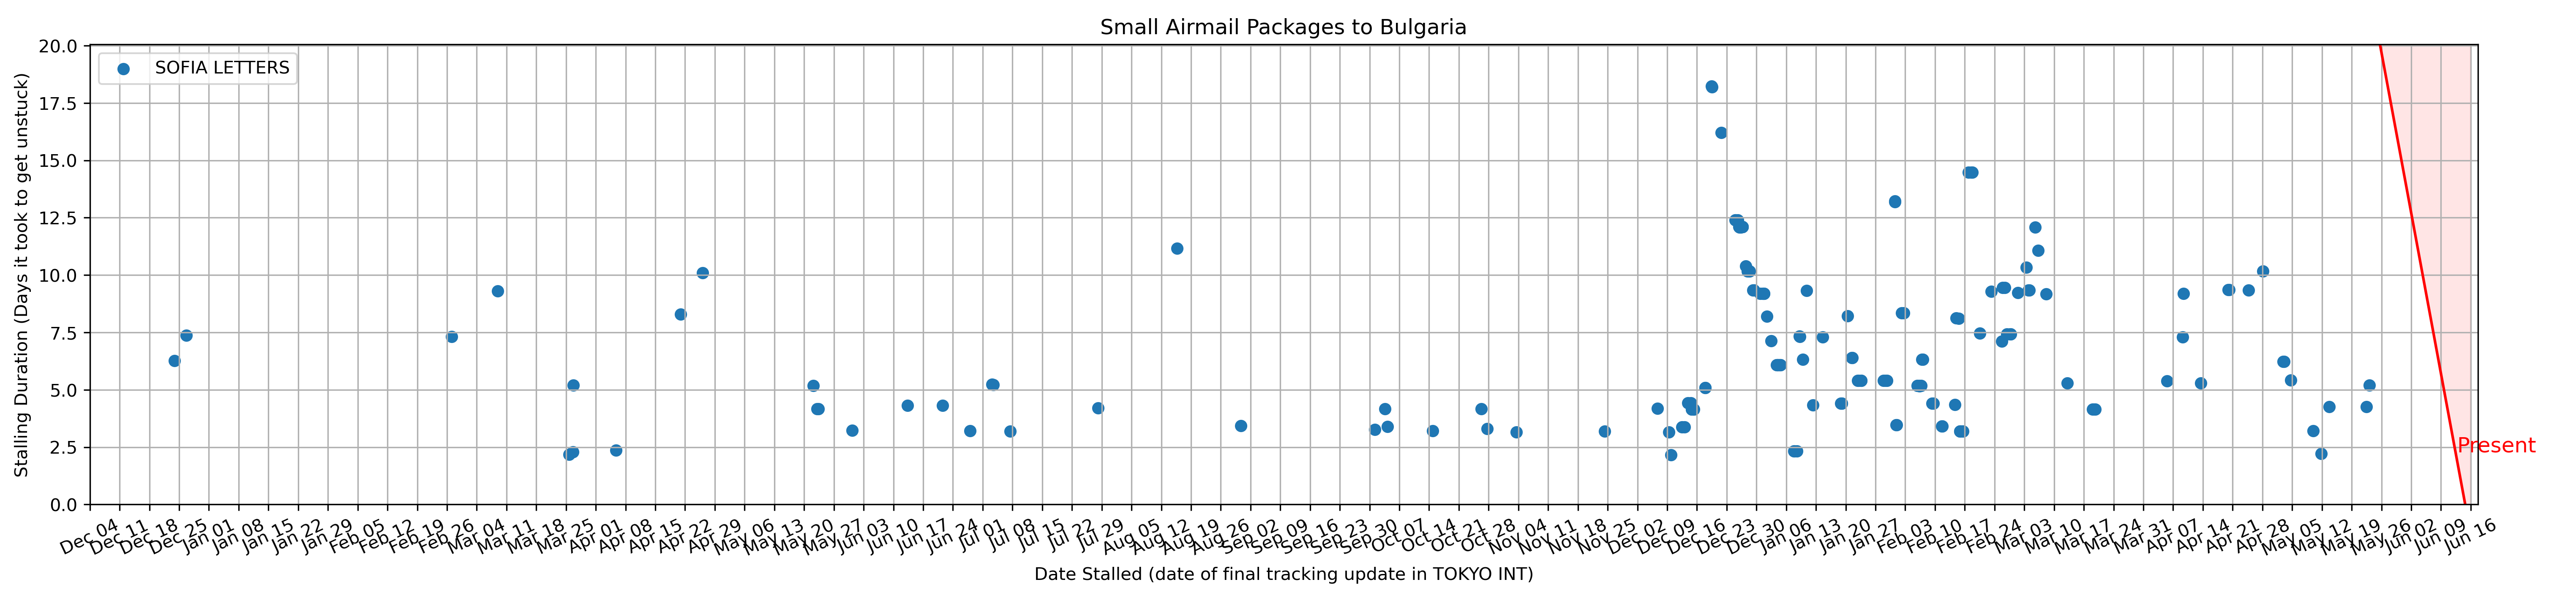 Small Airmail Packages to Bulgaria
SOFIA LETTERS
Stalling Duration (Days it took to get unstuck)
20.0
17.5
15.0
12.5
10.0
7.5
5.0
2.5
0.0
Present
Dec 04
Dec 11
Dec 18
Dec 25
Jan 01
Jan 08
Jan 15
Jan 22
Jan 29
Feb 05
Feb 12
Feb 19
Feb 26
Mar 04
Mar 11
Mar 18
Mar 25
Apr 01
Apr 08
Apr 15
Apr 22
Apr 29
May 06
May 13
May 20
May 27
Jun 03
Jun 10
Jun 17
Jun 24
Jul 01
Jul 08
Jul 15
Jul 22
Jul 29
Aug 05
Aug 12
Aug 19
Aug 26
Sep 02
Sep 09
Sep 16
Sep 23
Sep 30
Oct 07
Oct 14
Oct 21
Oct 28
Nov 04
Nov 11
Nov 18
Nov 25
Dec 02
Dec 09
Dec 16
Dec 23
Dec 30
Jan 06
Jan 13
Jan 20
Jan 27
Feb 03
Feb 10
Feb 17
Feb 24
Mar 03
Mar 10
Mar 17
Mar 24
Mar 31
Apr 07
Apr 14
Apr 21
Apr 28
May 05
May 12
May 19
May 26
Jun 02
Jun 09
Jun 16
Date Stalled (date of final tracking update in TOKYO INT)